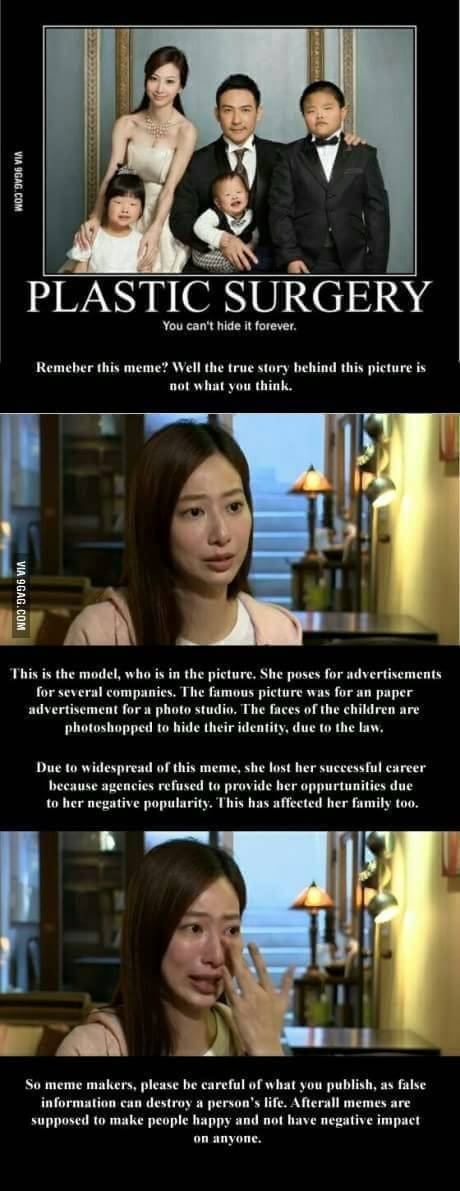 VIA 9GAG.COM
PLASTIC SURGERY
You can't hide it forever.
Remeber this meme? Well the true story behind this picture is
not what you think.
VIA 9GAG.COM
This is the model, who is in the picture. She poses for advertisements
for several companies. The famous picture was for an paper
advertisement for a photo studio. The faces of the children are
photoshopped to hide their identity, due to the law.
Due to widespread of this meme, she lost her successful career
because agencies refused to provide her oppurtunities due
to her negative popularity. This has affected her family too.
So meme makers, please be careful of what you publish, as false
information can destroy a person's life. Afterall memes are
supposed to make people happy and not have negative impact
on anyone.